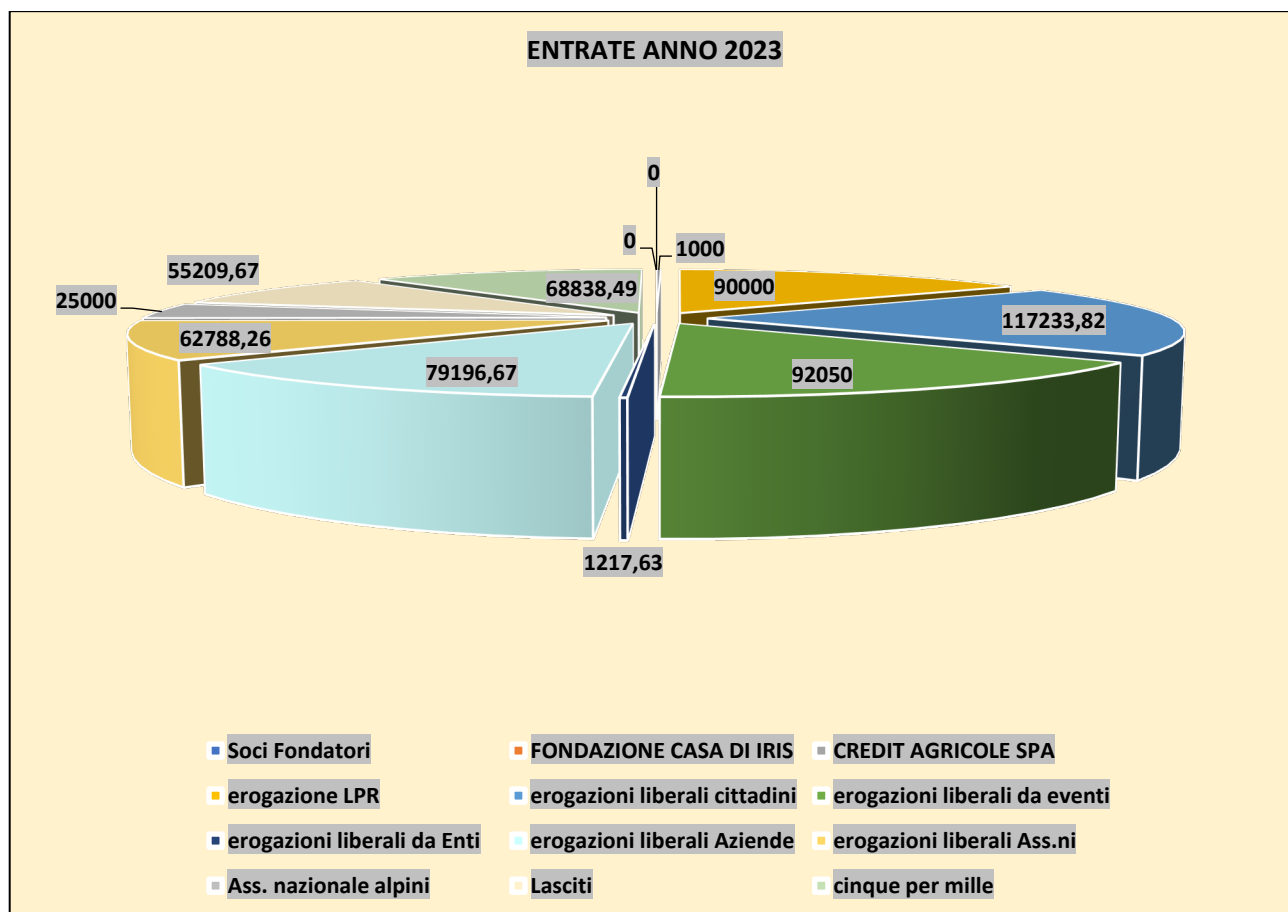 ENTRATE ANNO 2023
0
0
1000
55209,67
68838,49
90000
25000
117233,82
62788,26
79196,67
92050
1217,63
Soci Fondatori
FONDAZIONE CASA DI IRIS
CREDIT AGRICOLE SPA
erogazione LPR
erogazioni liberali cittadini
erogazioni liberali da eventi
erogazioni liberali da Enti
erogazioni liberali Aziende
erogazioni liberali Ass.ni
Ass. nazionale alpini
Lasciti
cinque per mille